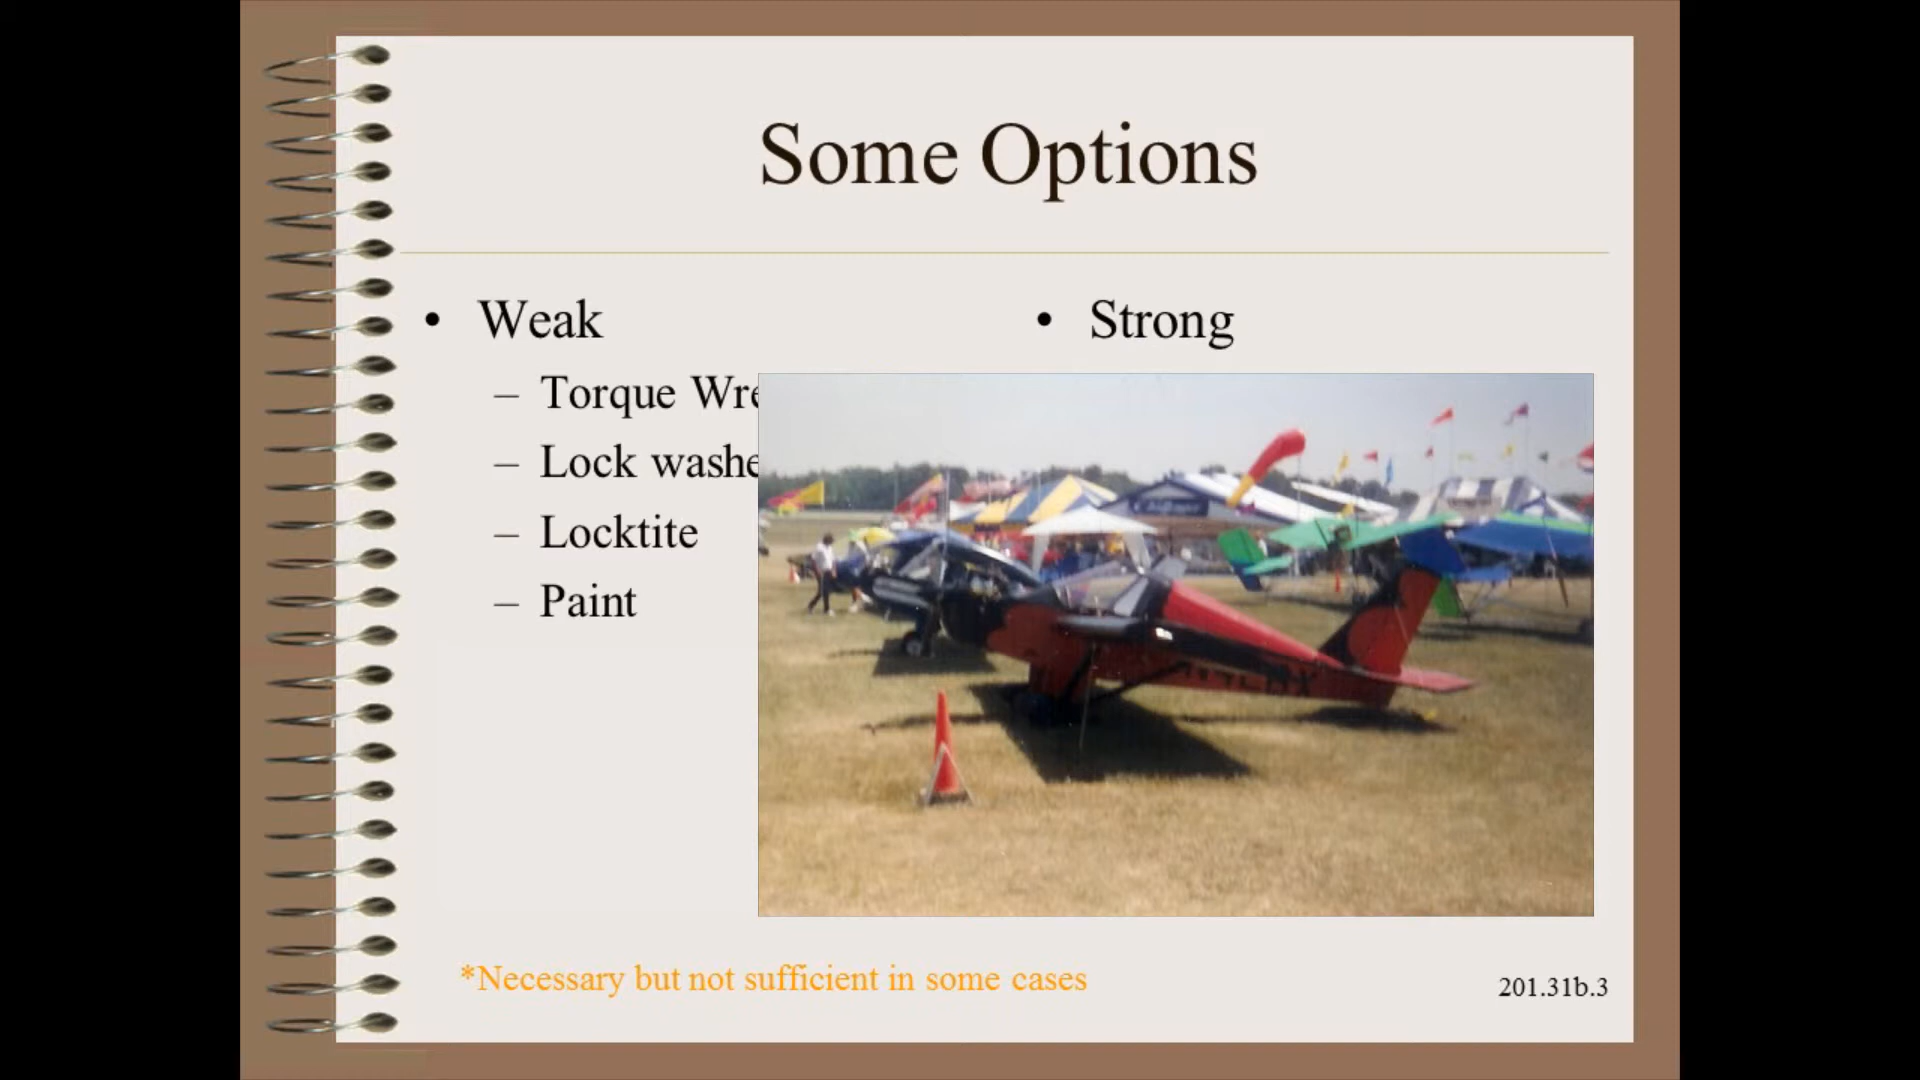 Some Options
• Weak
– Torque Wre
– Lock washe
– Locktite
– Paint
• Strong
*Necessary but not sufficient in some cases
201.31b.3